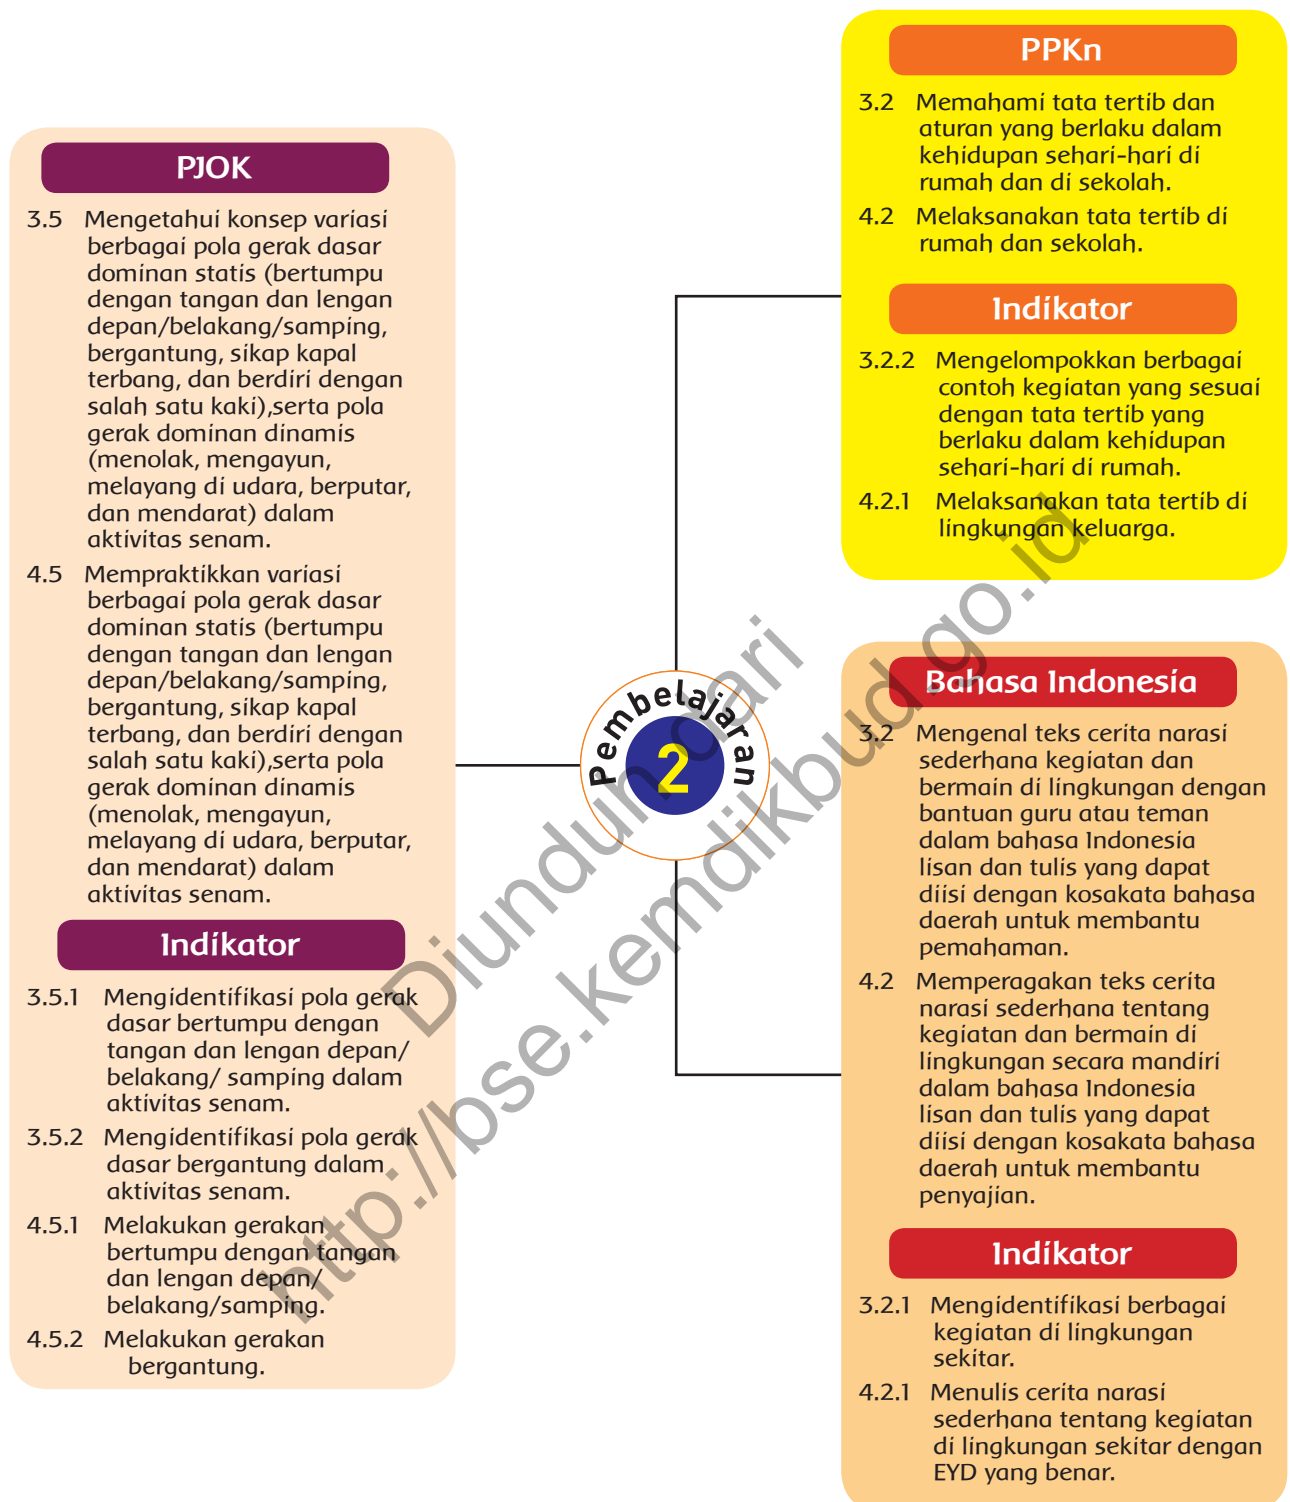 PJOK
3.5 Mengetahui konsep variasi
berbagai pola gerak dasar
dominan statis (bertumpu
dengan tangan dan lengan
depan/belakang/samping,
bergantung, sikap kapal
terbang, dan berdiri dengan
salah satu kaki),serta pola
gerak dominan dinamis
(menolak, mengayun,
melayang di udara, berputar,
dan mendarat) dalam
aktivitas senam.
4.5 Mempraktikkan variasi
berbagai pola gerak dasar
dominan statis (bertumpu
dengan tangan dan lengan
depan/belakang/samping,
bergantung, sikap kapal
terbang, dan berdiri dengan
salah satu kaki),serta pola
gerak dominan dinamis
(menolak, mengayun,
melayang di udara, berputar,
dan mendarat) dalam
aktivitas senam.
Indikator
3.5.1 Mengidentifikasi pola gerak
dasar bertumpu dengan
tangan dan lengan depan/
belakang/ samping dalam
aktivitas senam.
3.5.2 Mengidentifikasi pola gerak
dasar bergantung dalam
aktivitas senam.
4.5.1 Melakukan gerakan
bertumpu dengan tangan
dan lengan depan/
belakang/samping.
4.5.2 Melakukan gerakan
bergantung.
Pembelajaran
2
PPKn
3.2 Memahami tata tertib dan
aturan yang berlaku dalam
kehidupan sehari-hari di
rumah dan di sekolah.
4.2 Melaksanakan tata tertib di
rumah dan sekolah.
Indikator
3.2.2 Mengelompokkan berbagai
contoh kegiatan yang sesuai
dengan tata tertib yang
berlaku dalam kehidupan
sehari-hari di rumah.
4.2.1 Melaksanakan tata tertib di
lingkungan keluarga.
Bahasa Indonesia
3.2 Mengenal teks cerita narasi
sederhana kegiatan dan
bermain di lingkungan dengan
bantuan guru atau teman
dalam bahasa Indonesia
lisan dan tulis yang dapat
diisi dengan kosakata bahasa
daerah untuk membantu
pemahaman.
4.2 Memperagakan teks cerita
narasi sederhana tentang
kegiatan dan bermain di
lingkungan secara mandiri
dalam bahasa Indonesia
lisan dan tulis yang dapat
diisi dengan kosakata bahasa
daerah untuk membantu
penyajian.
Indikator
3.2.1 Mengidentifikasi berbagai
kegiatan di lingkungan
sekitar.
4.2.1 Menulis cerita narasi
sederhana tentang kegiatan
di lingkungan sekitar dengan
EYD yang benar.
Diunduh dari
http://bse.kemdikbud.go.id